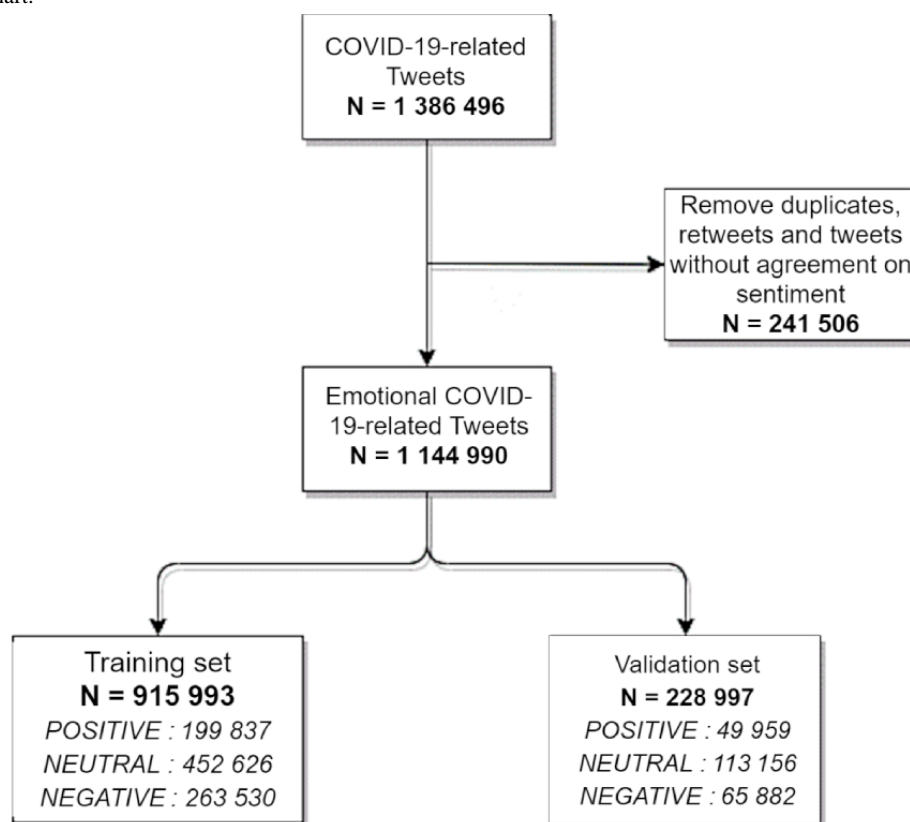 COVID-19-related
Tweets
N = 1 386 496
Remove duplicates,
retweets and tweets
without agreement on
sentiment
N = 241 506
Emotional COVID-
19-related Tweets
N = 1 144 990
Training set
N = 915 993
POSITIVE : 199 837
NEUTRAL : 452 626
NEGATIVE : 263 530
Validation set
N = 228 997
POSITIVE : 49 959
NEUTRAL : 113 156
NEGATIVE : 65 882